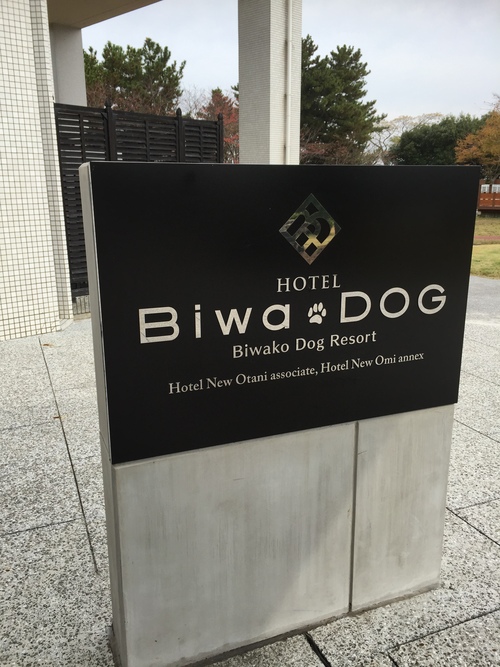 HOTEL
Biwa DOG
Biwako Dog Resort
Hotel New Otani associate, Hotel New Omi annex